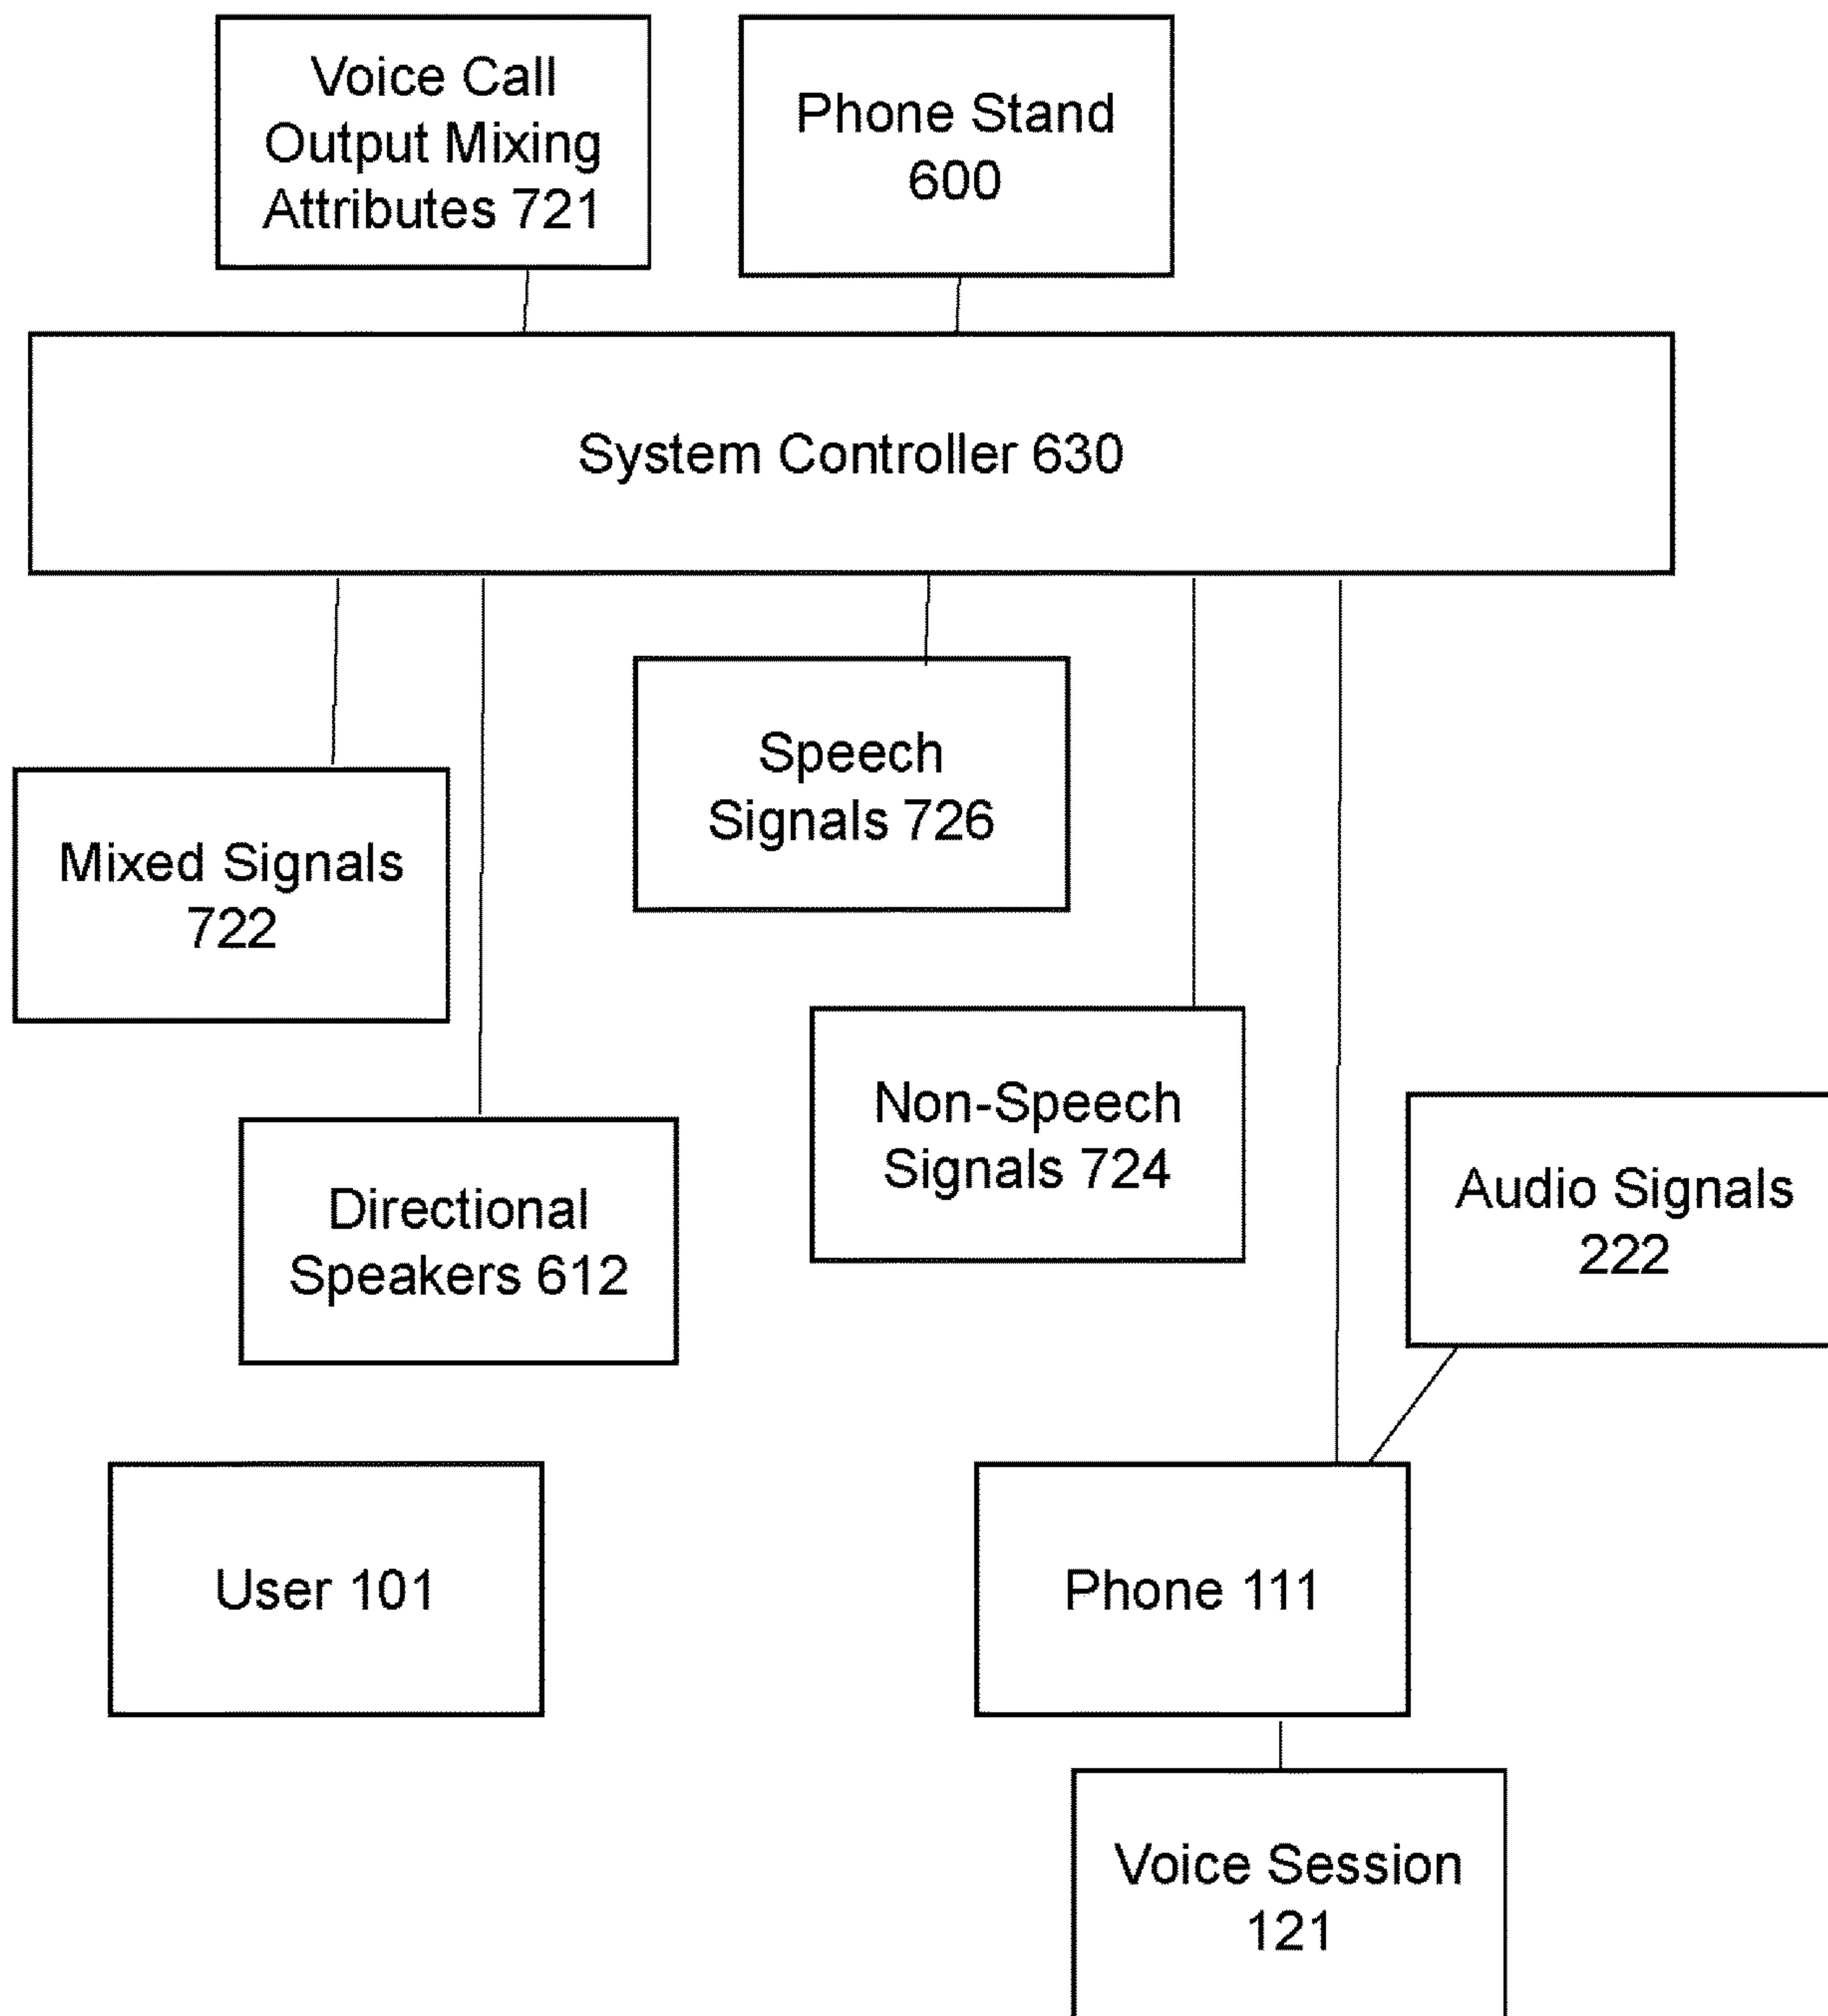 Voice Call
Output Mixing
Attributes 721
Phone Stand
600
System Controller 630
Speech
Signals 726
Mixed Signals
722
Non-Speech
Signals 724
Directional
Speakers 612
Audio Signals
222
User 101
Phone 111
Voice Session
121